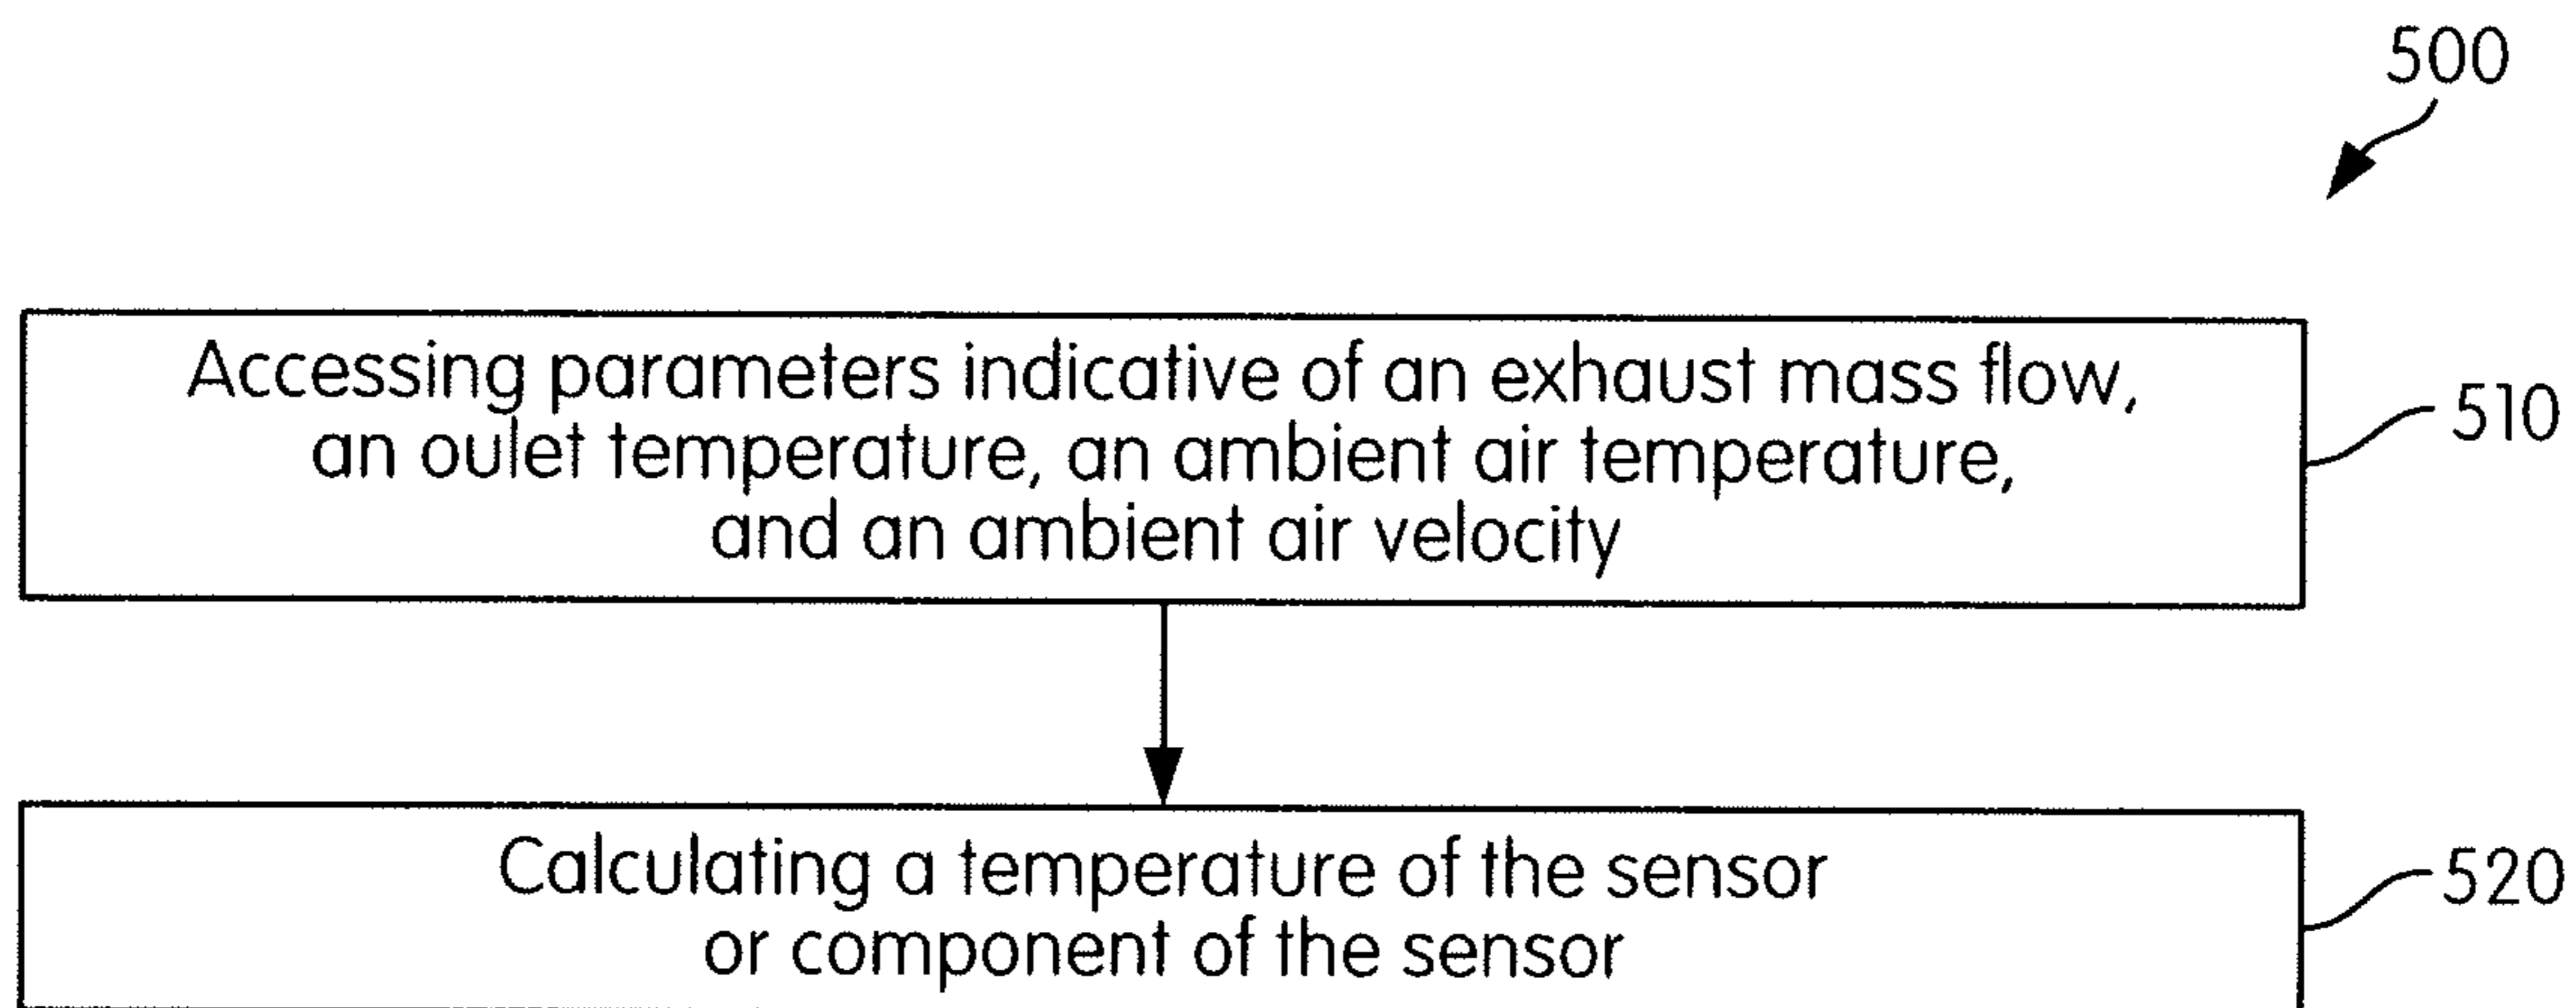 500
Accessing parameters indicative of an exhaust mass flow,
an oulet temperature, an ambient air temperature,
and an ambient air velocity
510
Calculating a temperature of the sensor
or component of the sensor
520